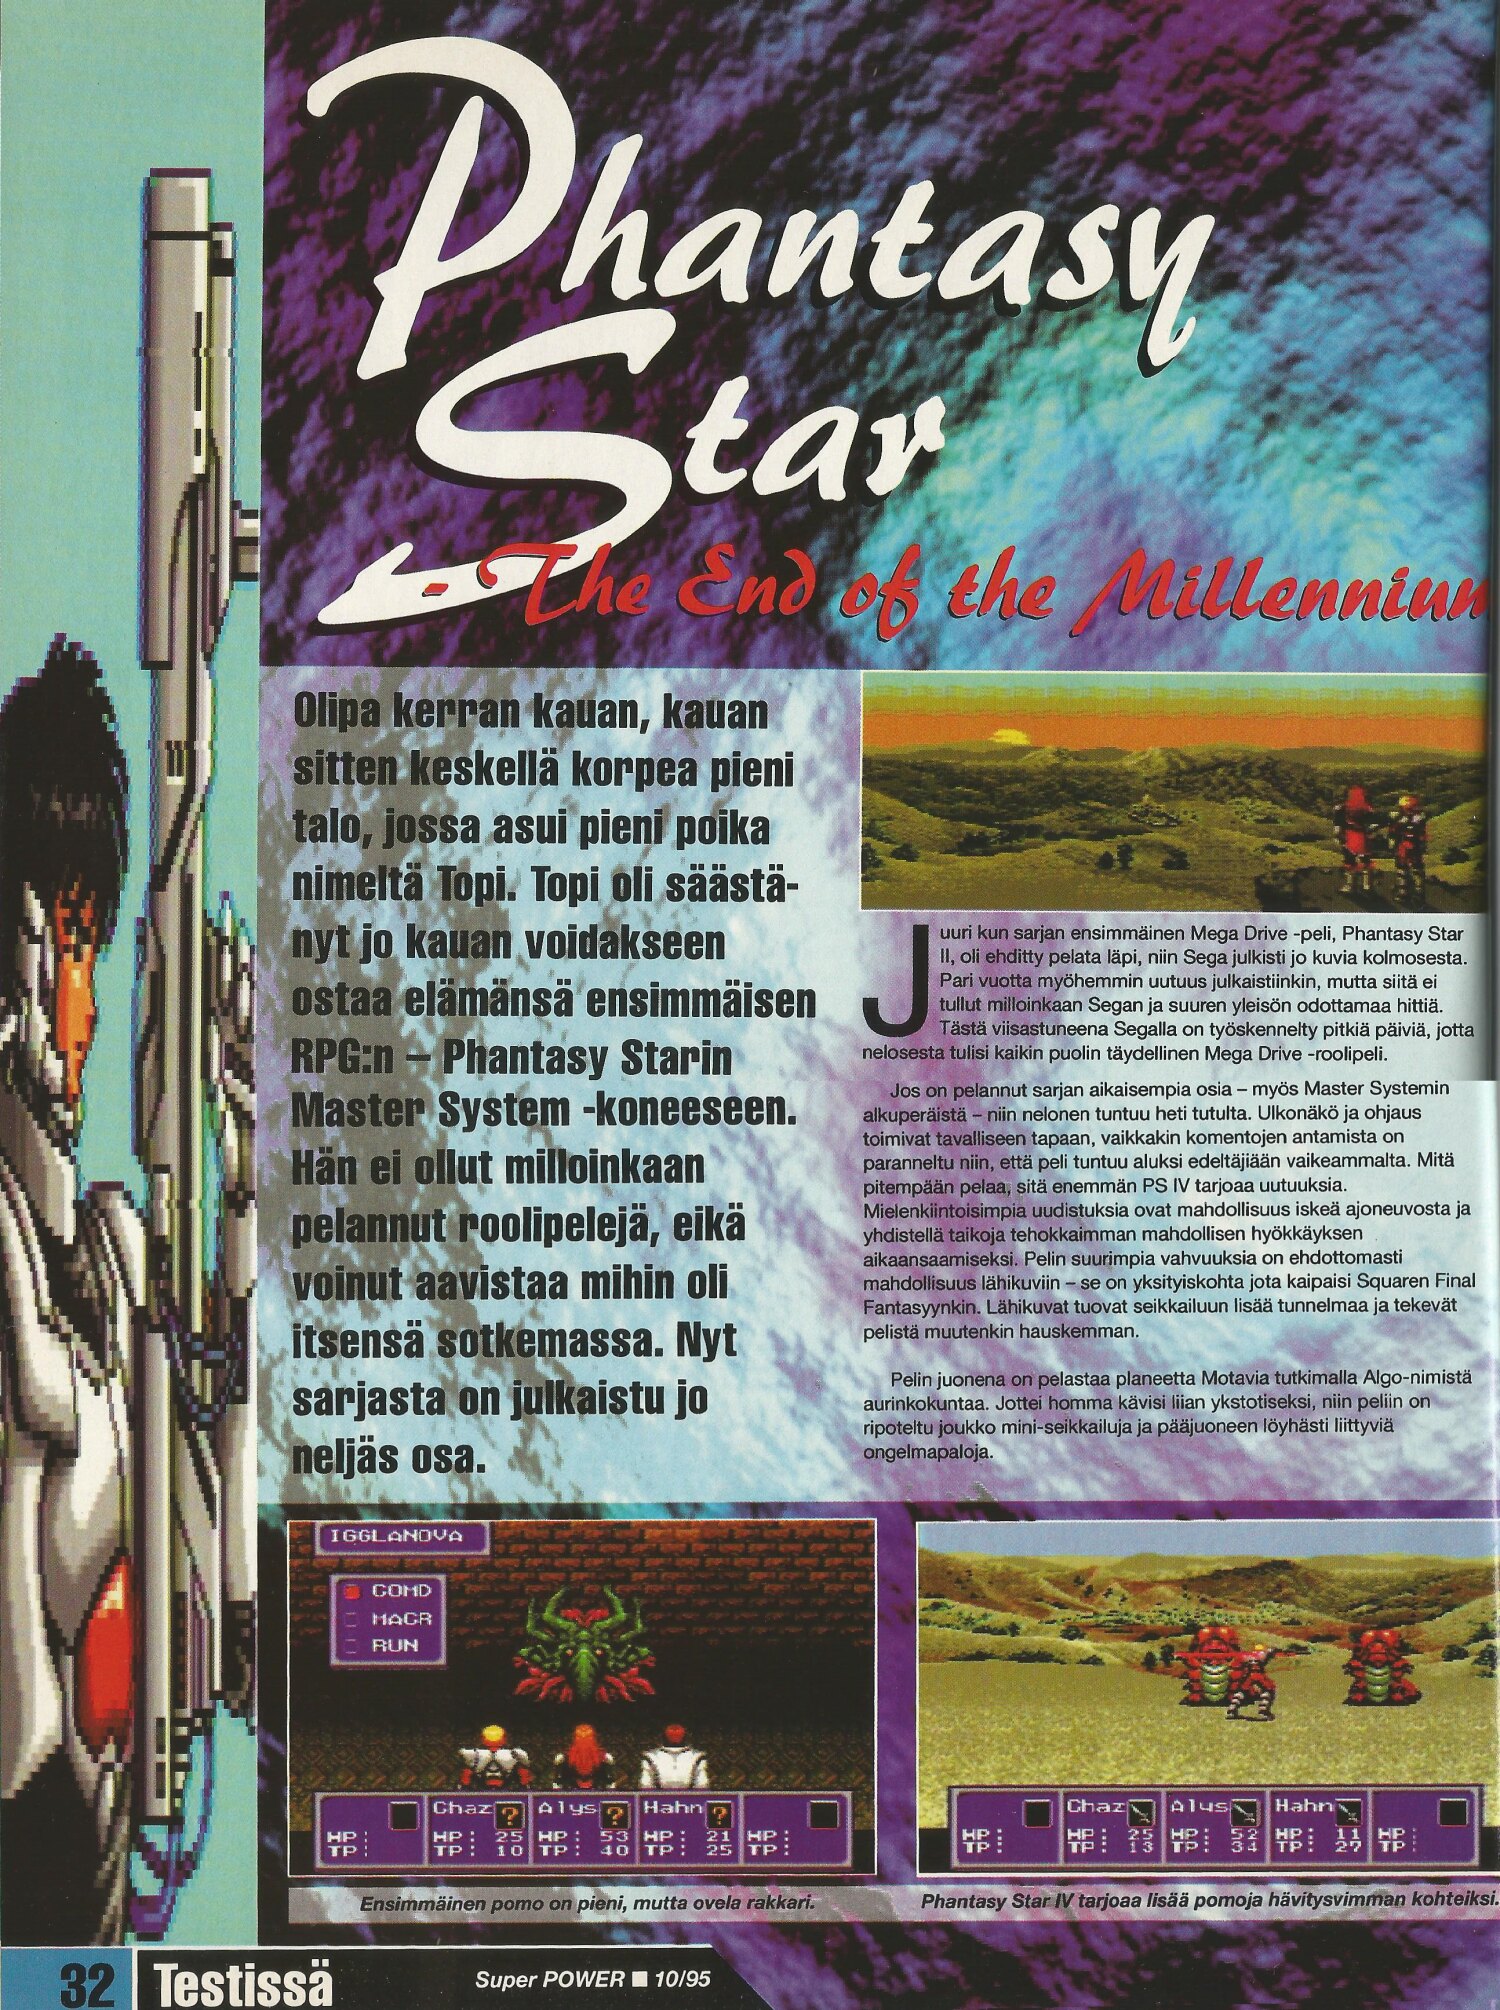 Phantasy
Star
- The End of the Millennium
Olipa kerran kauan, kauan
sitten keskellä korpea pieni
talo, jossa asui pieni poika
nimeltä Topi. Topi oli säästä-
nyt jo kauan voidakseen
ostaa elämänsä ensimmäisen
RPG:n – Phantasy Starin
Master System -koneeseen.
Hän ei ollut milloinkaan
pelannut roolipelejä, eikä
voinut aavistaa mihin oli
itsensä sotkemassa. Nyt
sarjasta on julkaistu jo
neljäs osa.
Juuri kun sarjan ensimmäinen Mega Drive -peli, Phantasy Star
II, oli ehditty pelata läpi, niin Sega julkisti jo kuvia kolmosesta.
Pari vuotta myöhemmin uutuus julkaistiinkin, mutta siitä ei
tullut milloinkaan Segan ja suuren yleisön odottamaa hittiä.
Tästä viisastuneena Segalla on työskennelty pitkiä päiviä, jotta
nelosesta tulisi kaikin puolin täydellinen Mega Drive -roolipeli.
Jos on pelannut sarjan aikaisempia osia – myös Master Systemin
alkuperäistä – niin nelonen tuntuu heti tutulta. Ulkonäkö ja ohjaus
toimivat tavalliseen tapaan, vaikkakin komentojen antamista on
paranneltu niin, että peli tuntuu aluksi edeltäjiään vaikeammalta. Mitä
pitempään pelaa, sitä enemmän PS IV tarjoaa uutuuksia.
Mielenkiintoisimpia uudistuksia ovat mahdollisuus iskeä ajoneuvosta ja
yhdistellä taikoja tehokkaimman mahdollisen hyökkäyksen
aikaansaamiseksi. Pelin suurimpia vahvuuksia on ehdottomasti
mahdollisuus lähikuviin – se on yksityiskohta jota kaipaisi Squaren Final
Fantasyynkin. Lähikuvat tuovat seikkailuun lisää tunnelmaa ja tekevät
pelistä muutenkin hauskemman.
Pelin juonena on pelastaa planeetta Motavia tutkimalla Algo-nimistä
aurinkokuntaa. Jottei homma kävisi liian ykstotiseksi, niin peliin on
ripoteltu joukko mini-seikkailuja ja pääjuoneen löyhästi liittyviä
ongelmapaloja.
IGGLANOVA
COMD
MACR
RUN
Chaz ? Alys ? Hahn ?
HP: HP: 25 HP: 53 HP: 21 HP:
TP: TP: 10 TP: 40 TP: 25 TP:
Chaz Alys Hahn
HP: HP: 25 HP: 52 HP: 11 HP:
TP: TP: 13 TP: 34 TP: 27 TP:
Ensimmäinen pomo on pieni, mutta ovela rakkari.
Phantasy Star IV tarjoaa lisää pomoja hävitysvimman kohteiksi.
32 Testissä Super POWER ■ 10/95